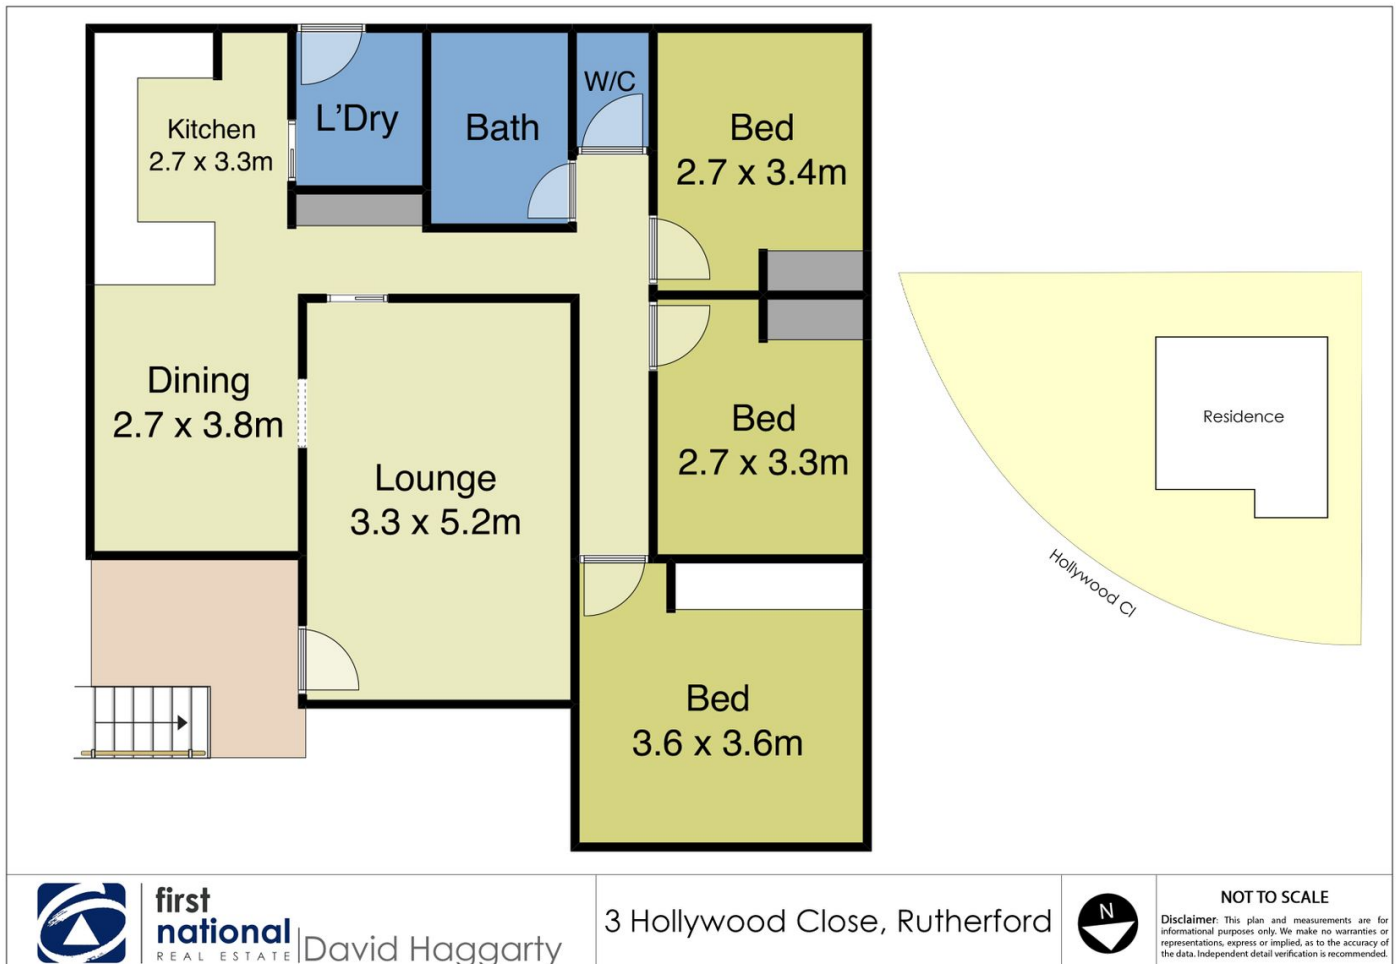 Kitchen
2.7 x 3.3m
L'Dry
Bath
W/C
Bed
2.7 x 3.4m
Dining
2.7 x 3.8m
Lounge
3.3 x 5.2m
Bed
2.7 x 3.3m
Bed
3.6 x 3.6m
Residence
Hollywood Cl
first
national
REAL ESTATE
David Haggarty
3 Hollywood Close, Rutherford
N
NOT TO SCALE
Disclaimer: This plan and measurements are for
informational purposes only. We make no warranties or
representations, express or implied, as to the accuracy of
the data. Independent detail verification is recommended.